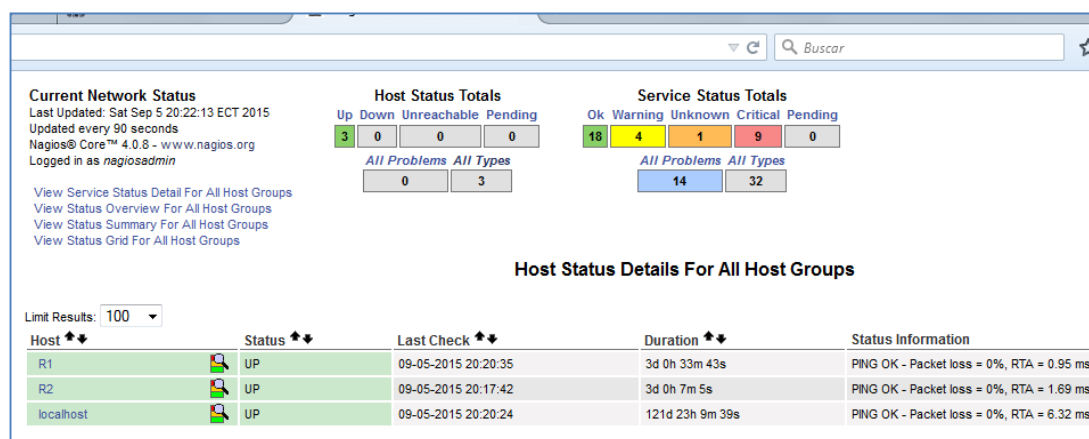 Buscar
Current Network Status
Last Updated: Sat Sep 5 20:22:13 ECT 2015
Updated every 90 seconds
Nagios® Core™ 4.0.8 - www.nagios.org
Logged in as nagiosadmin
View Service Status Detail For All Host Groups
View Status Overview For All Host Groups
View Status Summary For All Host Groups
View Status Grid For All Host Groups
Host Status Totals
Up Down Unreachable Pending
3 0 0 0
All Problems All Types
0 3
Service Status Totals
Ok Warning Unknown Critical Pending
18 4 1 9 0
All Problems All Types
14 32
Host Status Details For All Host Groups
Limit Results: 100
Host Status Last Check Duration Status Information
R1 UP 09-05-2015 20:20:35 3d 0h 33m 43s PING OK - Packet loss = 0%, RTA = 0.95 ms
R2 UP 09-05-2015 20:17:42 3d 0h 7m 5s PING OK - Packet loss = 0%, RTA = 1.69 ms
localhost UP 09-05-2015 20:20:24 121d 23h 9m 39s PING OK - Packet loss = 0%, RTA = 6.32 ms